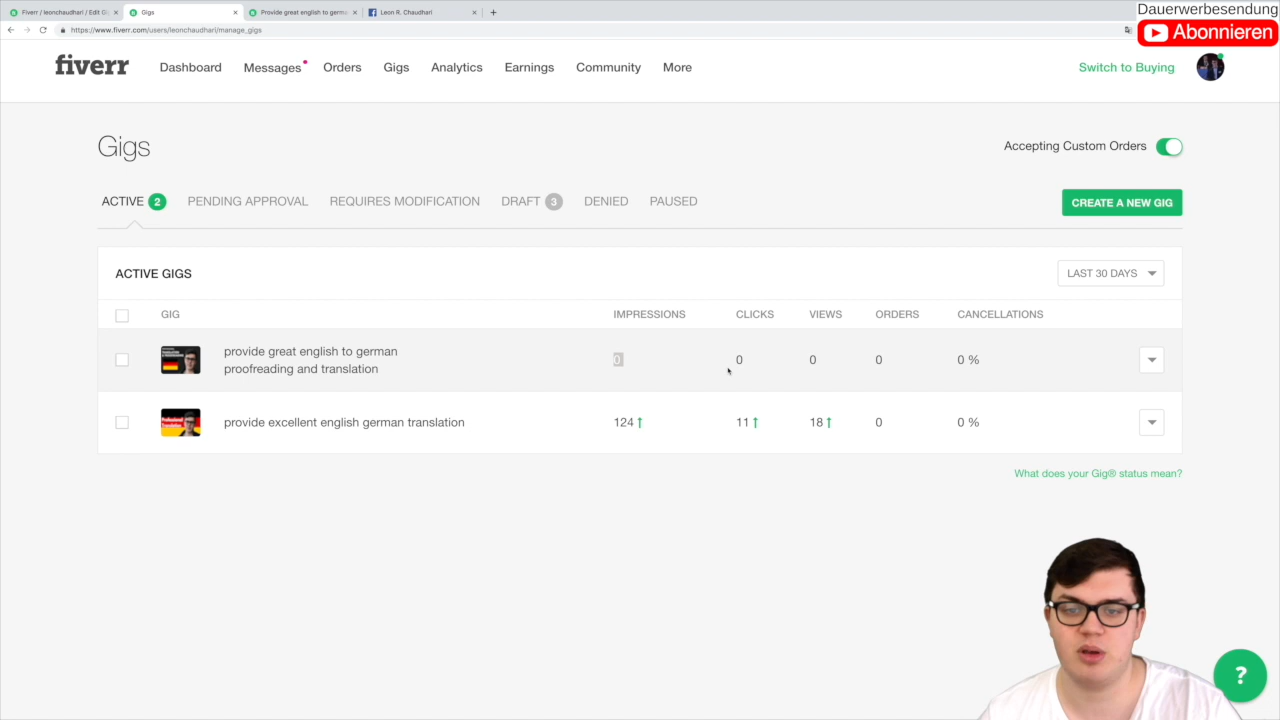 Fiverr / leonchaudhari / Edit Gi
Gigs
Provide great english to germ
Leon R. Chaudhari
https://www.fiverr.com/users/leonchaudhari/manage_gigs
Dauerwerbesendung
Abonnieren
fiverr
Dashboard Messages Orders Gigs Analytics Earnings Community More
Switch to Buying
Gigs
Accepting Custom Orders
ACTIVE 2 PENDING APPROVAL REQUIRES MODIFICATION DRAFT 3 DENIED PAUSED
CREATE A NEW GIG
ACTIVE GIGS
LAST 30 DAYS
GIG IMPRESSIONS CLICKS VIEWS ORDERS CANCELLATIONS
provide great english to german
proofreading and translation
0 0 0 0 0 %
provide excellent english german translation
124 11 18 0 0 %
What does your Gig® status mean?
?